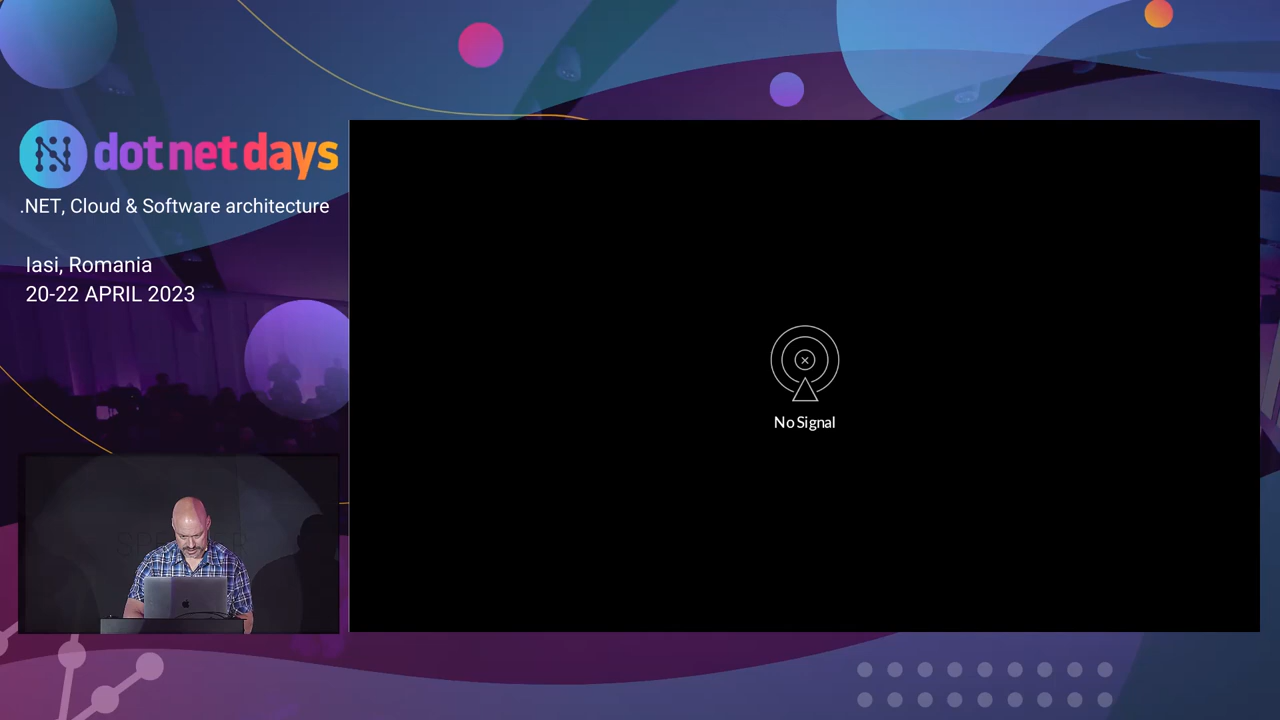 dotnetdays
.NET, Cloud & Software architecture
Iasi, Romania
20-22 APRIL 2023
No Signal